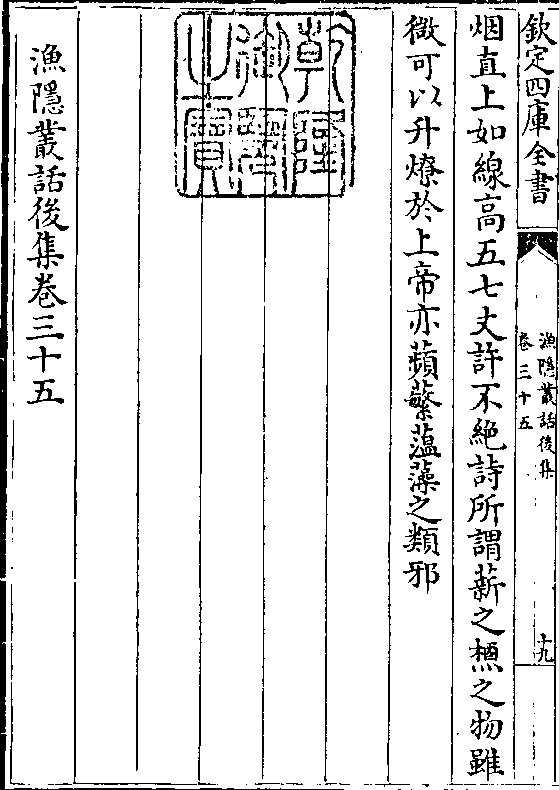 欽定四庫全書
漁隱叢話後集
卷三十五
十九
烟直上如線高五七丈許不絶詩所謂薪之槱之物雖
微可以升燎於上帝亦蘋蘩薀藻之類邪
乾隆御覽之寶
漁隱叢話後集卷三十五